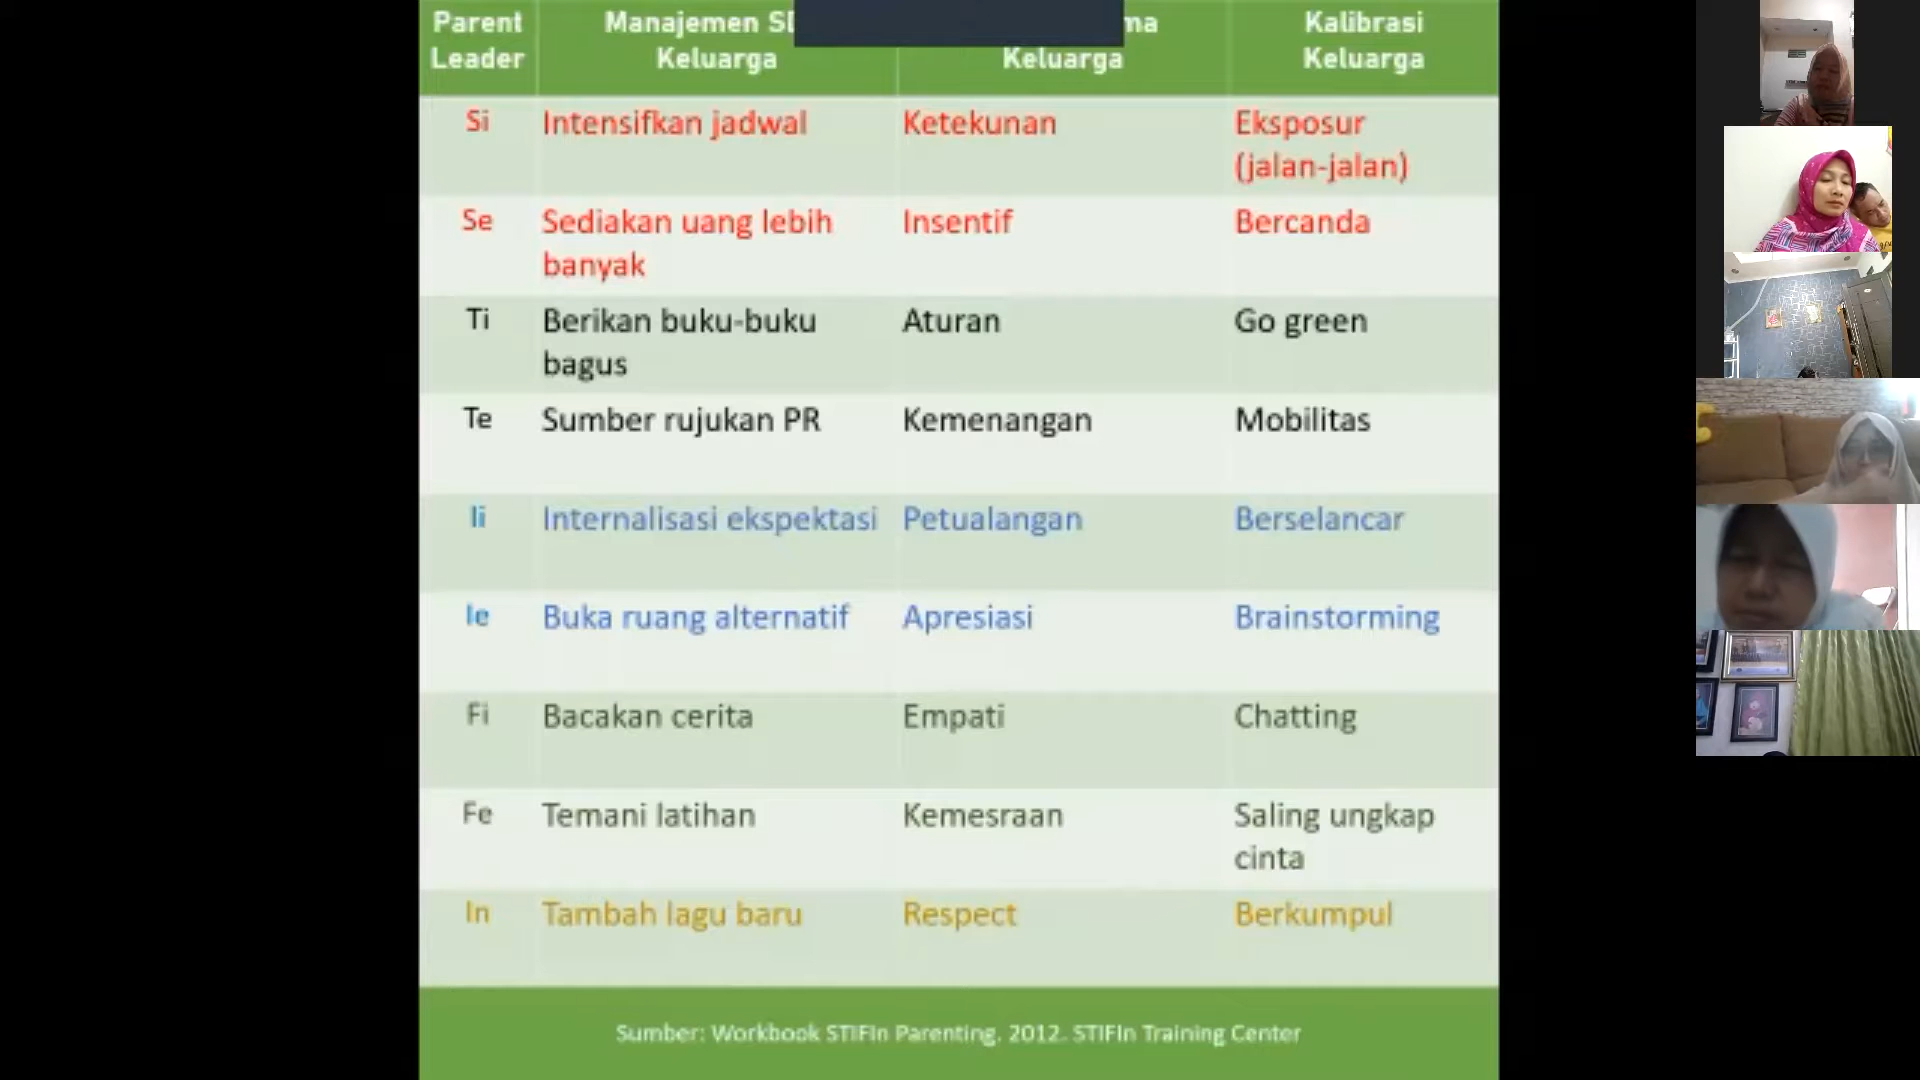 Parent
Leader
Manajemen
Keluarga
Keluarga
Kalibrasi
Keluarga
Si
Intensifkan jadwal
Ketekunan
Eksposur
(jalan-jalan)
Se
Sediakan uang lebih
banyak
Insentif
Bercanda
Ti
Berikan buku-buku
bagus
Aturan
Go green
Te
Sumber rujukan PR
Kemenangan
Mobilitas
Ii
Internalisasi ekspektasi
Petualangan
Berselancar
Ie
Buka ruang alternatif
Apresiasi
Brainstorming
Fi
Bacakan cerita
Empati
Chatting
Fe
Temani latihan
Kemesraan
Saling ungkap
cinta
In
Tambah lagu baru
Respect
Berkumpul
Sumber: Workbook STIFIn Parenting. 2012. STIFIn Training Center